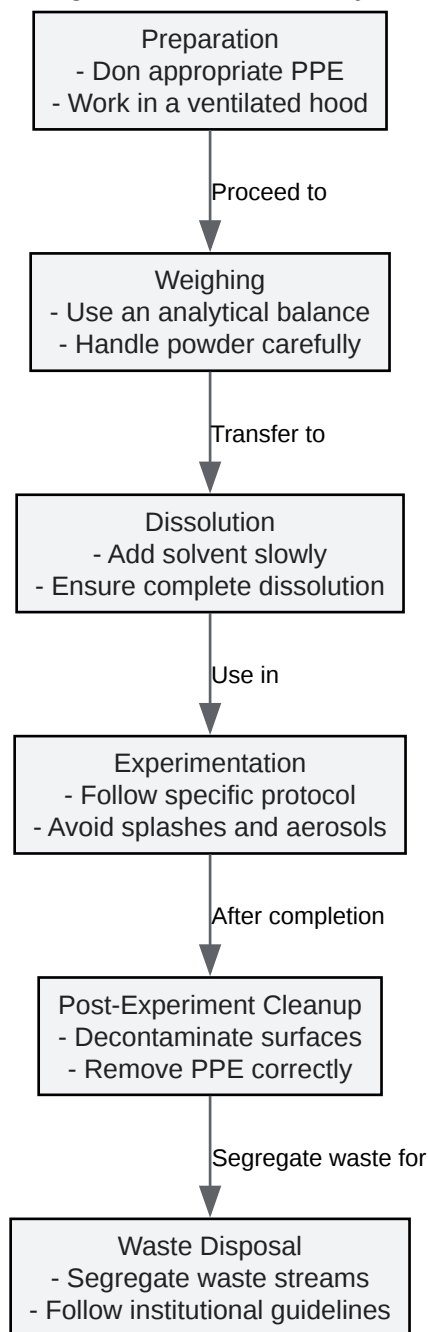 Preparation
- Don appropriate PPE
- Work in a ventilated hood
Proceed to
Weighing
- Use an analytical balance
- Handle powder carefully
Transfer to
Dissolution
- Add solvent slowly
- Ensure complete dissolution
Use in
Experimentation
- Follow specific protocol
- Avoid splashes and aerosols
After completion
Post-Experiment Cleanup
- Decontaminate surfaces
- Remove PPE correctly
Segregate waste for
Waste Disposal
- Segregate waste streams
- Follow institutional guidelines